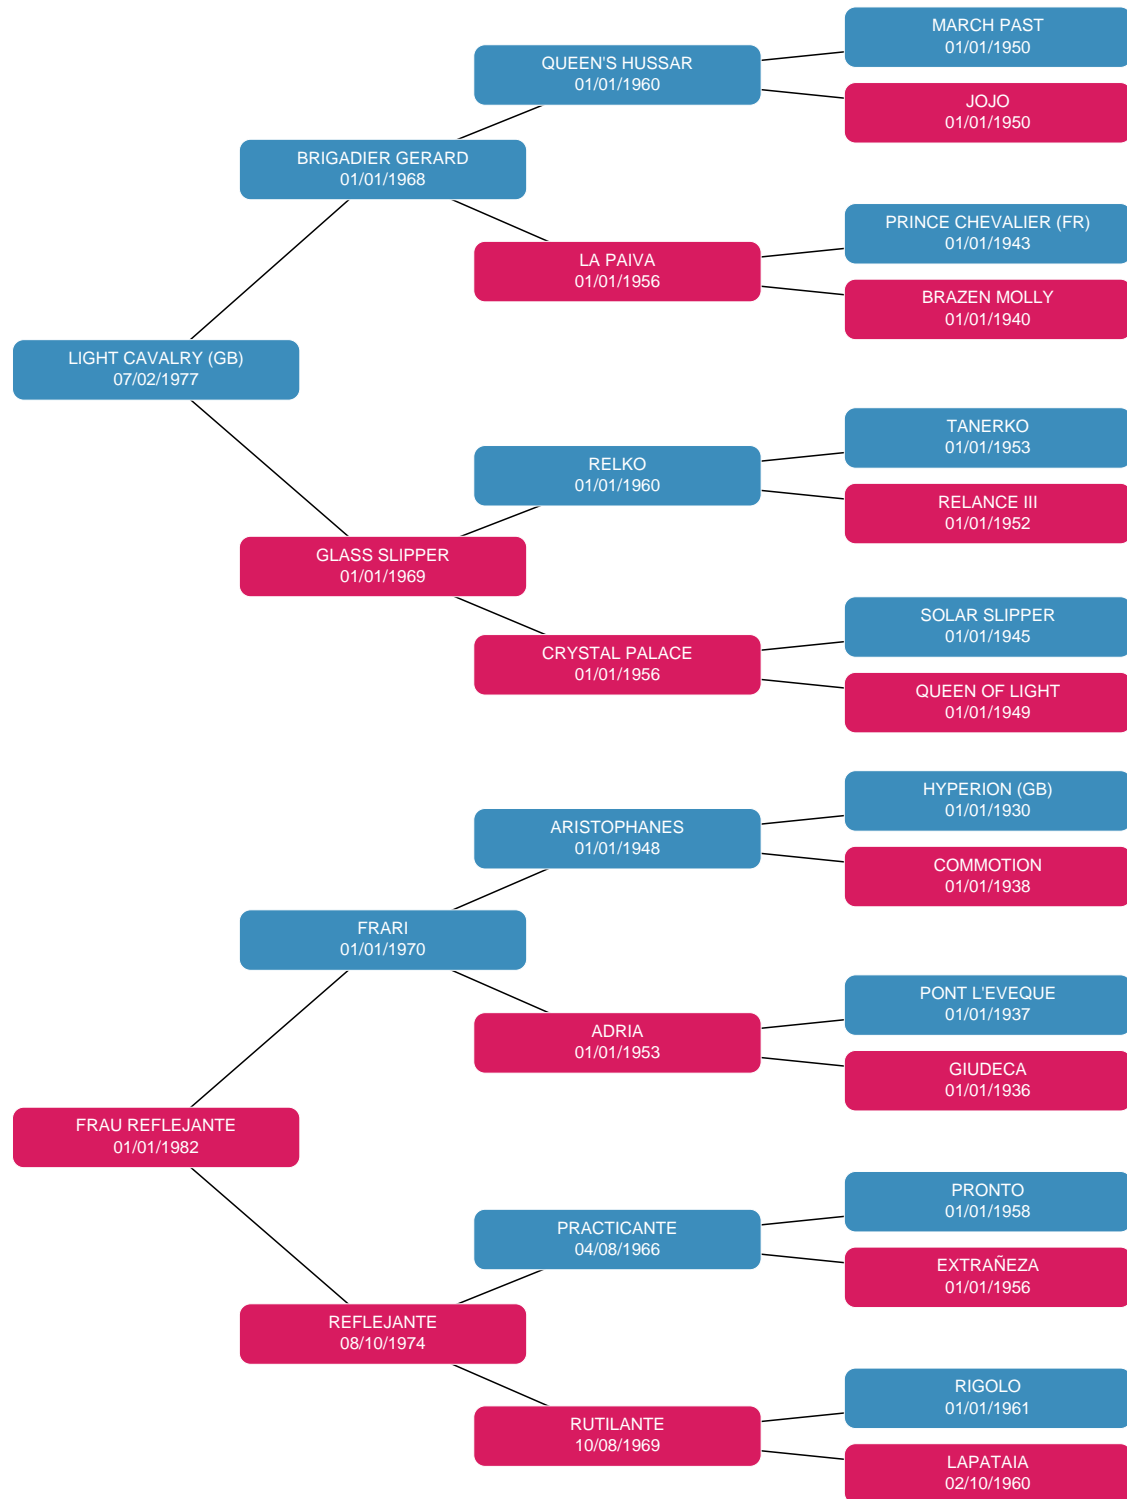 MARCH PAST
01/01/1950
QUEEN'S HUSSAR
01/01/1960
JOJO
01/01/1950
BRIGADIER GERARD
01/01/1968
PRINCE CHEVALIER (FR)
01/01/1943
LA PAIVA
01/01/1956
BRAZEN MOLLY
01/01/1940
LIGHT CAVALRY (GB)
07/02/1977
TANERKO
01/01/1953
RELKO
01/01/1960
RELANCE III
01/01/1952
GLASS SLIPPER
01/01/1969
SOLAR SLIPPER
01/01/1945
CRYSTAL PALACE
01/01/1956
QUEEN OF LIGHT
01/01/1949
HYPERION (GB)
01/01/1930
ARISTOPHANES
01/01/1948
COMMOTION
01/01/1938
FRARI
01/01/1970
PONT L'EVEQUE
01/01/1937
ADRIA
01/01/1953
GIUDECA
01/01/1936
FRAU REFLEJANTE
01/01/1982
PRONTO
01/01/1958
PRACTICANTE
04/08/1966
EXTRAÑEZA
01/01/1956
REFLEJANTE
08/10/1974
RIGOLO
01/01/1961
RUTILANTE
10/08/1969
LAPATAIA
02/10/1960